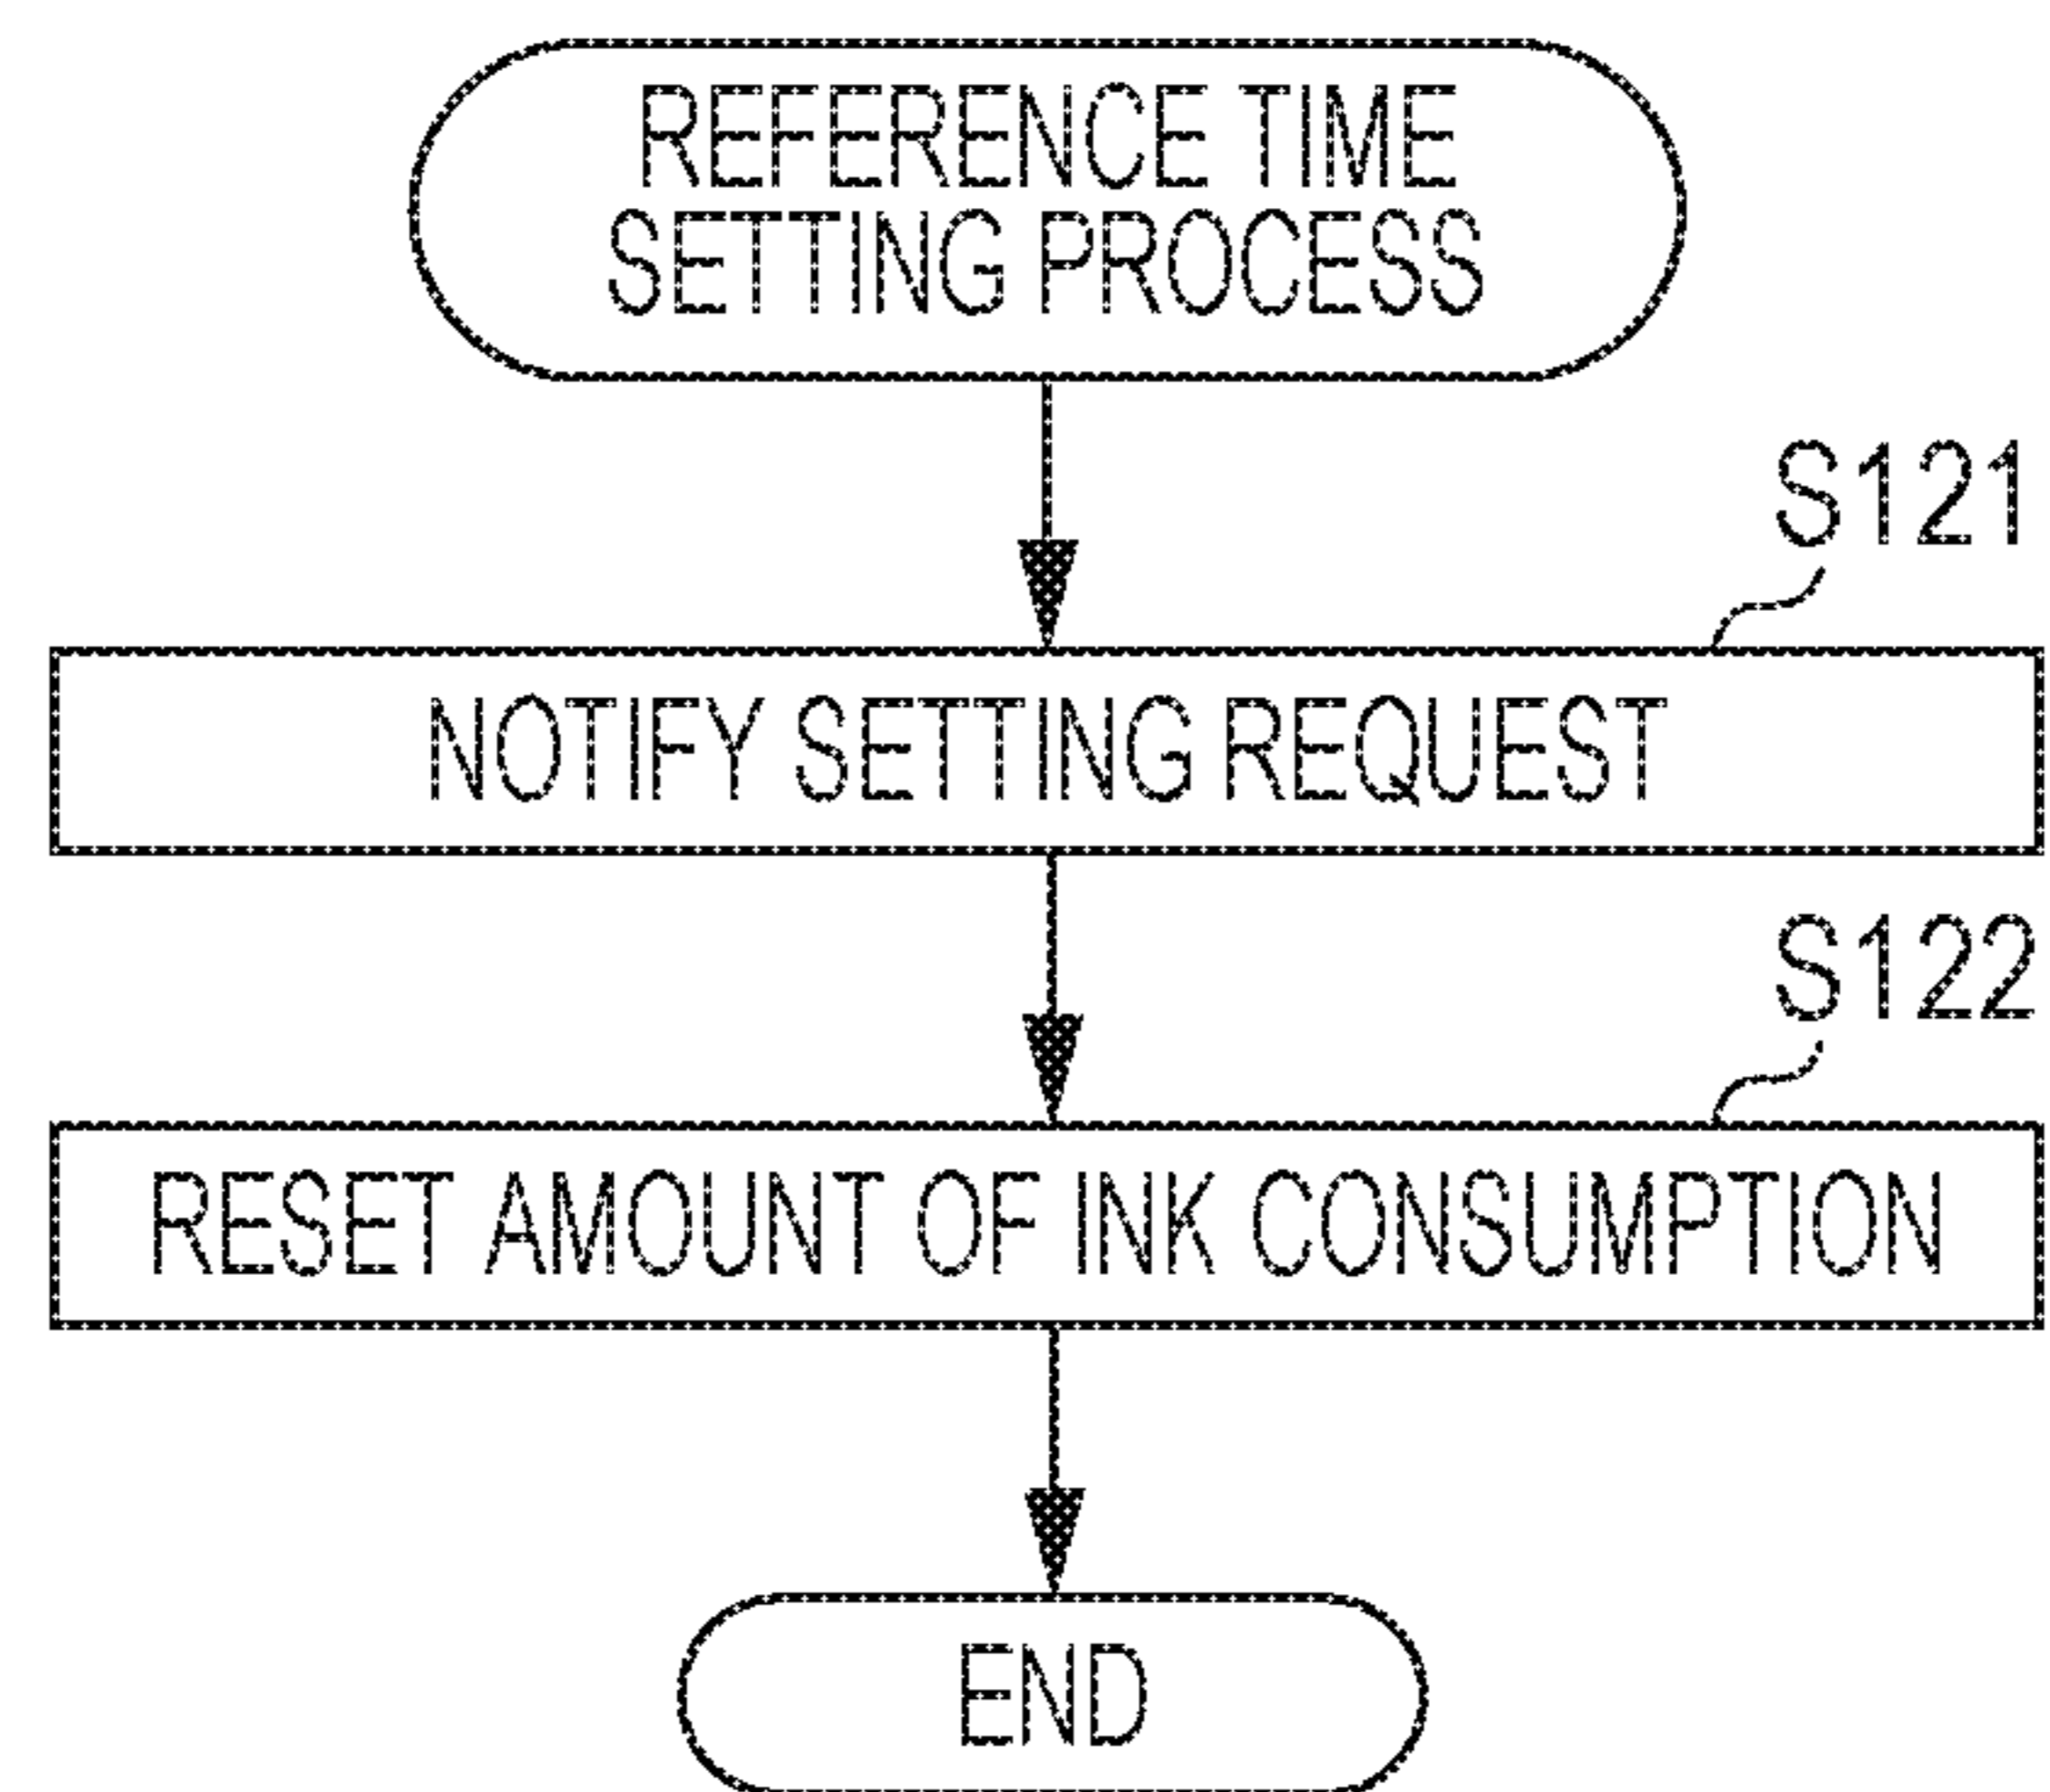 REFERENCE TIME
SETTING PROCESS
S121
NOTIFY SETTING REQUEST
S122
RESET AMOUNT OF INK CONSUMPTION
END